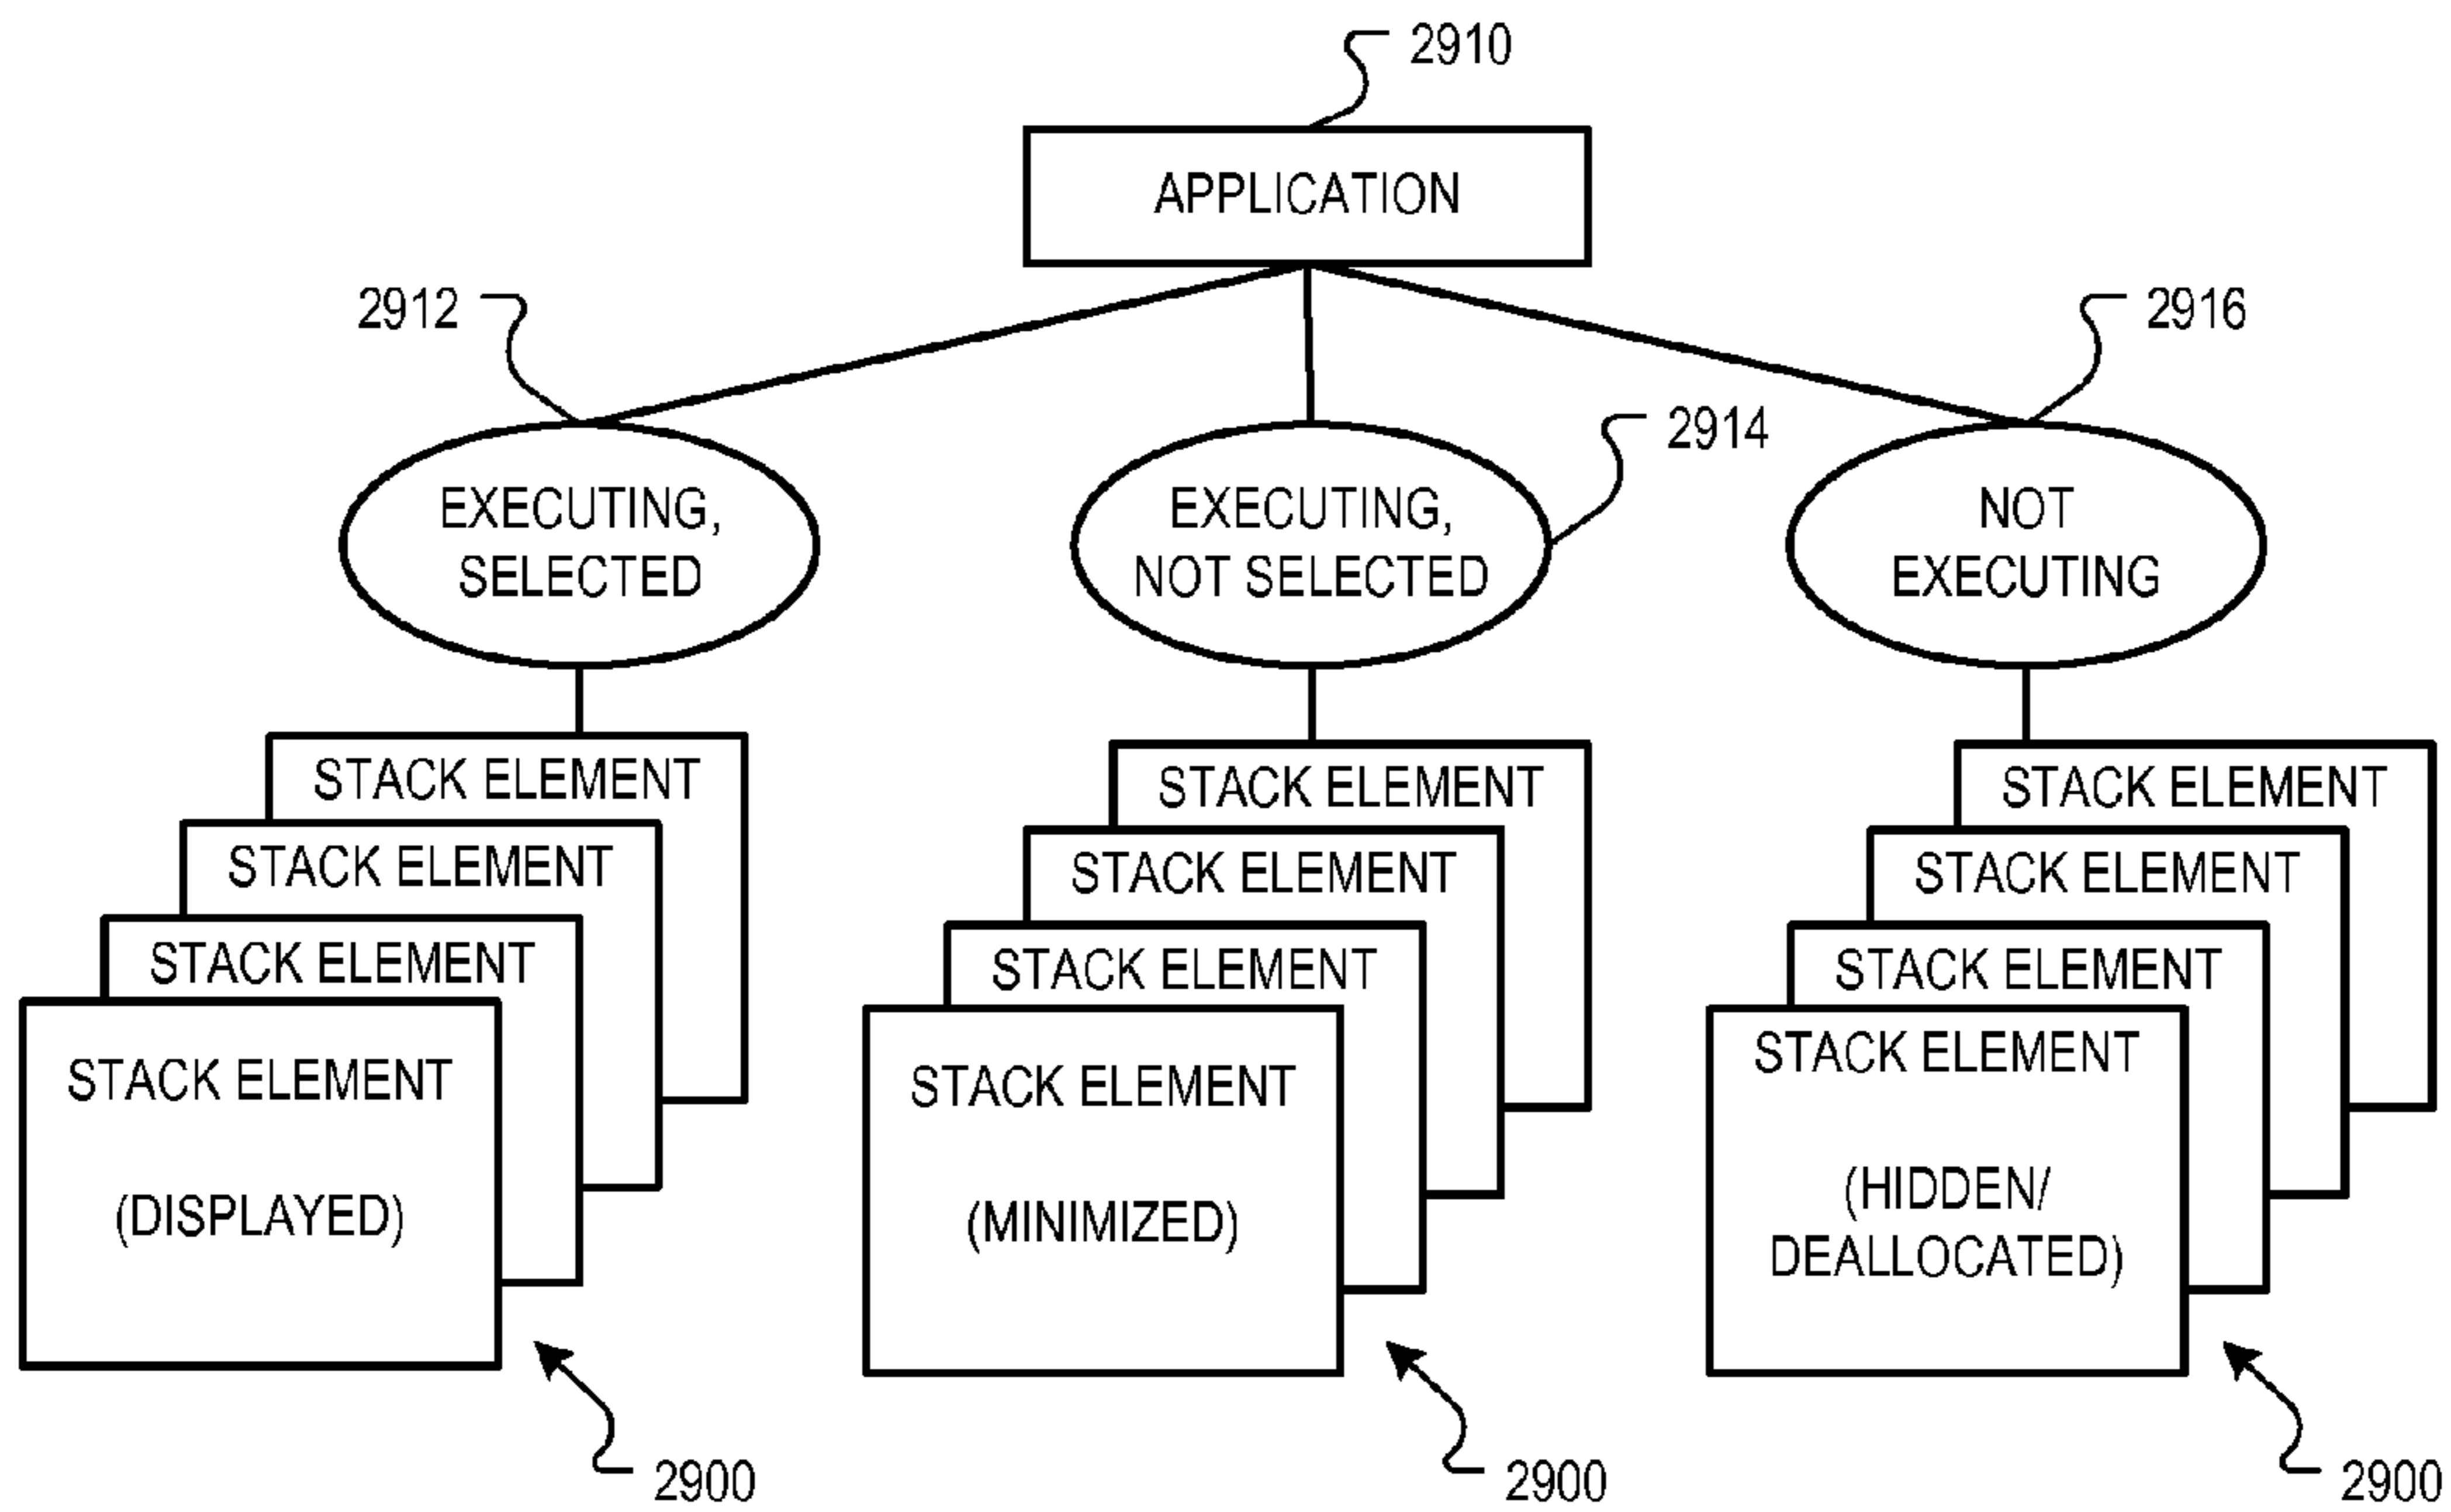 2910
APPLICATION
2912
2916
2914
EXECUTING,
SELECTED
EXECUTING,
NOT SELECTED
NOT
EXECUTING
STACK ELEMENT
STACK ELEMENT
STACK ELEMENT
STACK ELEMENT
(DISPLAYED)
2900
STACK ELEMENT
STACK ELEMENT
STACK ELEMENT
STACK ELEMENT
(MINIMIZED)
2900
STACK ELEMENT
STACK ELEMENT
STACK ELEMENT
STACK ELEMENT
(HIDDEN/
DEALLOCATED)
2900